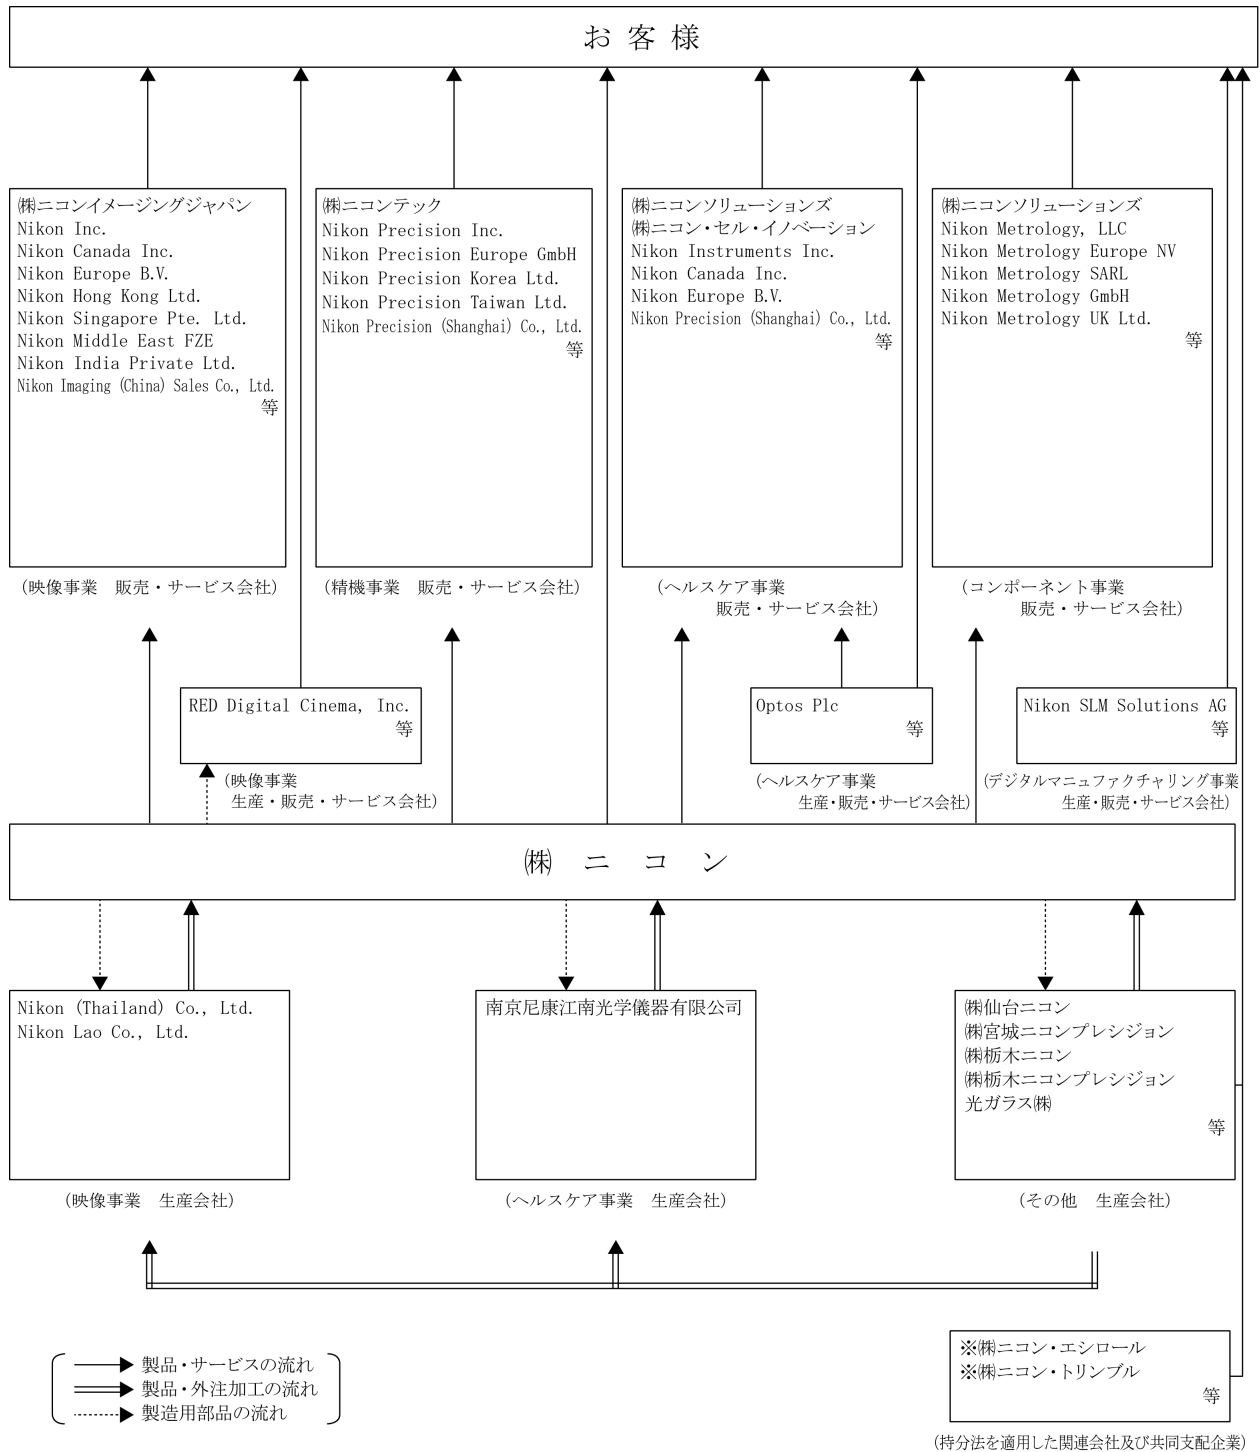 お 客 様
㈱ニコンイメージングジャパン
Nikon Inc.
Nikon Canada Inc.
Nikon Europe B.V.
Nikon Hong Kong Ltd.
Nikon Singapore Pte. Ltd.
Nikon Middle East FZE
Nikon India Private Ltd.
Nikon Imaging (China) Sales Co., Ltd.
等
(映像事業　販売・サービス会社)
㈱ニコンテック
Nikon Precision Inc.
Nikon Precision Europe GmbH
Nikon Precision Korea Ltd.
Nikon Precision Taiwan Ltd.
Nikon Precision (Shanghai) Co., Ltd.
等
(精機事業　販売・サービス会社)
㈱ニコンソリューションズ
㈱ニコン・セル・イノベーション
Nikon Instruments Inc.
Nikon Canada Inc.
Nikon Europe B.V.
Nikon Precision (Shanghai) Co., Ltd.
等
(ヘルスケア事業
販売・サービス会社)
㈱ニコンソリューションズ
Nikon Metrology, LLC
Nikon Metrology Europe NV
Nikon Metrology SARL
Nikon Metrology GmbH
Nikon Metrology UK Ltd.
等
(コンポーネント事業
販売・サービス会社)
RED Digital Cinema, Inc.
等
(映像事業
生産・販売・サービス会社)
Optos Plc
等
(ヘルスケア事業
生産・販売・サービス会社)
Nikon SLM Solutions AG
等
(デジタルマニュファクチャリング事業
生産・販売・サービス会社)
㈱　ニ　コ　ン
Nikon (Thailand) Co., Ltd.
Nikon Lao Co., Ltd.
(映像事業　生産会社)
南京尼康江南光学儀器有限公司
(ヘルスケア事業　生産会社)
㈱仙台ニコン
㈱宮城ニコンプレシジョン
㈱栃木ニコン
㈱栃木ニコンプレシジョン
光ガラス㈱
等
(その他　生産会社)
製品・サービスの流れ
製品・外注加工の流れ
製造用部品の流れ
※㈱ニコン・エシロール
※㈱ニコン・トリンブル
等
(持分法を適用した関連会社及び共同支配企業)